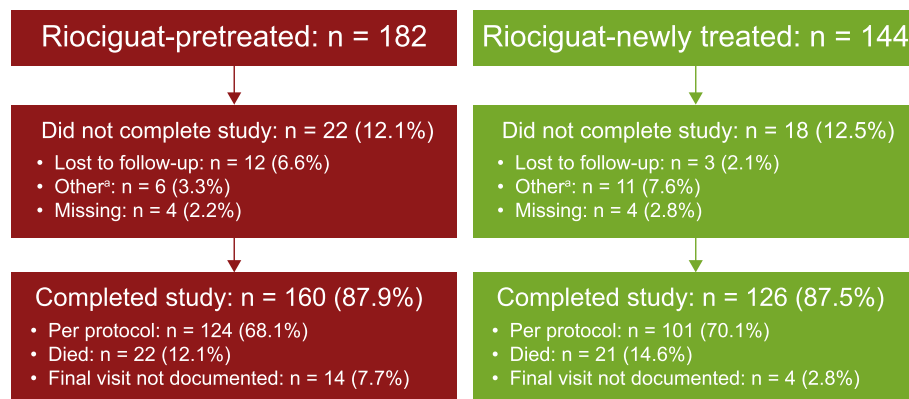 Riociguat-pretreated: n = 182
Did not complete study: n = 22 (12.1%)
• Lost to follow-up: n = 12 (6.6%)
• Otherᵃ: n = 6 (3.3%)
• Missing: n = 4 (2.2%)
Completed study: n = 160 (87.9%)
• Per protocol: n = 124 (68.1%)
• Died: n = 22 (12.1%)
• Final visit not documented: n = 14 (7.7%)
Riociguat-newly treated: n = 144
Did not complete study: n = 18 (12.5%)
• Lost to follow-up: n = 3 (2.1%)
• Otherᵃ: n = 11 (7.6%)
• Missing: n = 4 (2.8%)
Completed study: n = 126 (87.5%)
• Per protocol: n = 101 (70.1%)
• Died: n = 21 (14.6%)
• Final visit not documented: n = 4 (2.8%)